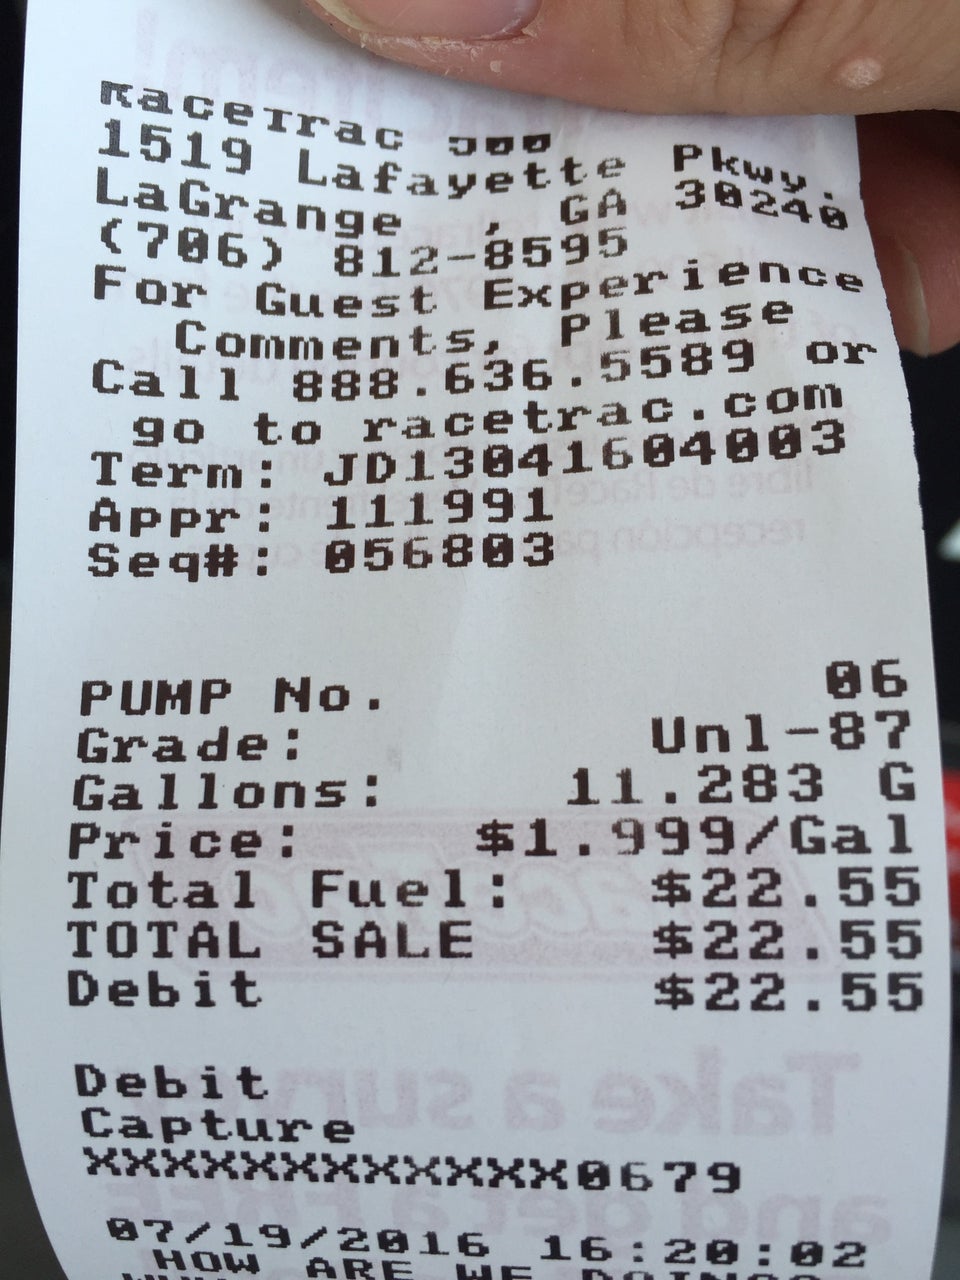 RaceTrac
1519 Lafayette Pkwy.
LaGrange , GA 30240
(706) 812-8595
For Guest Experience
Comments, Please
Call 888.636.5589 or
go to racetrac.com
Term: JD13041604003
Appr: 111991
Seq#: 056803
PUMP No. 06
Grade: Unl-87
Gallons: 11.283 G
Price: $1.999/Gal
Total Fuel: $22.55
TOTAL SALE $22.55
Debit $22.55
Debit
Capture
XXXXXXXXXXXXX0679
07/19/2016 16:20:02
HOW ARE WE DOING?